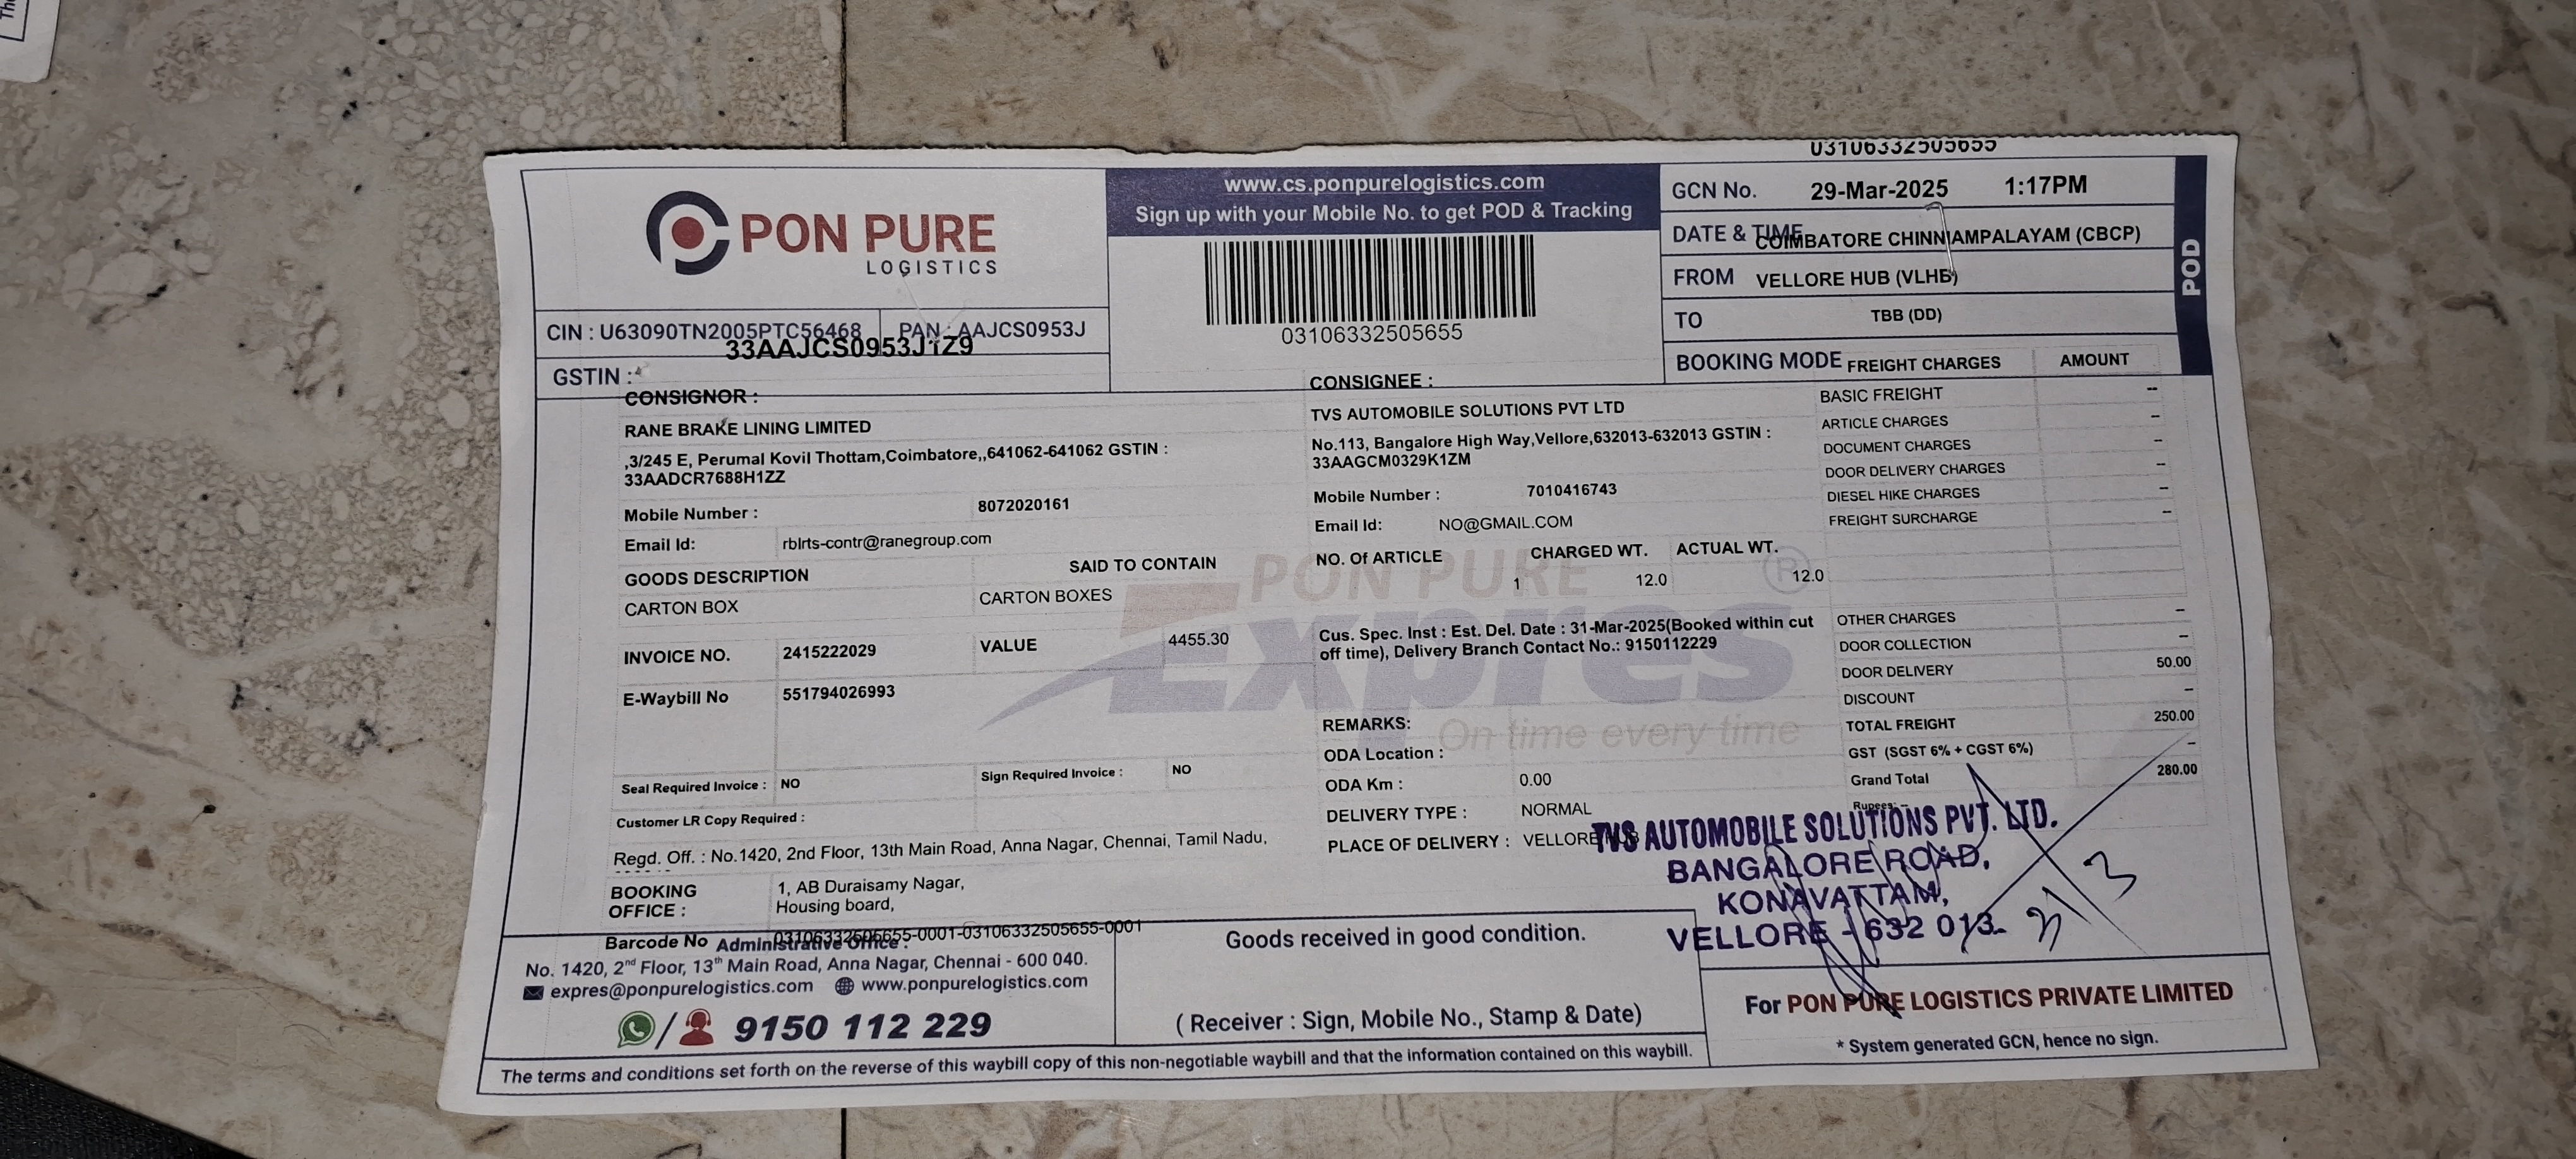 PON PURE
LOGISTICS
www.cs.ponpurelogistics.com
Sign up with your Mobile No. to get POD & Tracking
03106332505655
03106332505655
GCN No. 29-Mar-2025 1:17PM
DATE & TIME COIMBATORE CHINNIAMPALAYAM (CBCP)
FROM VELLORE HUB (VLHB)
TO TBB (DD)
BOOKING MODE
POD
CIN : U63090TN2005PTC56468 PAN : AAJCS0953J
33AAJCS0953J1Z9
GSTIN :
CONSIGNOR :
RANE BRAKE LINING LIMITED
,3/245 E, Perumal Kovil Thottam,Coimbatore,,641062-641062 GSTIN :
33AADCR7688H1ZZ
Mobile Number : 8072020161
Email Id: rblrts-contr@ranegroup.com
GOODS DESCRIPTION SAID TO CONTAIN
CARTON BOX CARTON BOXES
INVOICE NO. 2415222029 VALUE 4455.30
E-Waybill No 551794026993
Seal Required Invoice : NO Sign Required Invoice : NO
Customer LR Copy Required :
Regd. Off. : No.1420, 2nd Floor, 13th Main Road, Anna Nagar, Chennai, Tamil Nadu,
BOOKING OFFICE : 1, AB Duraisamy Nagar,
Housing board,
Barcode No 03106332505655-0001-03106332505655-0001
CONSIGNEE :
TVS AUTOMOBILE SOLUTIONS PVT LTD
No.113, Bangalore High Way,Vellore,632013-632013 GSTIN :
33AAGCM0329K1ZM
Mobile Number : 7010416743
Email Id: NO@GMAIL.COM
NO. Of ARTICLE CHARGED WT. ACTUAL WT.
1 12.0 12.0
PON PURE ®
Expres
On time every time
Cus. Spec. Inst : Est. Del. Date : 31-Mar-2025(Booked within cut
off time), Delivery Branch Contact No.: 9150112229
REMARKS:
ODA Location :
ODA Km : 0.00
DELIVERY TYPE : NORMAL
PLACE OF DELIVERY : VELLORE
FREIGHT CHARGES AMOUNT
BASIC FREIGHT --
ARTICLE CHARGES --
DOCUMENT CHARGES --
DOOR DELIVERY CHARGES --
DIESEL HIKE CHARGES --
FREIGHT SURCHARGE --
OTHER CHARGES --
DOOR COLLECTION --
DOOR DELIVERY 50.00
DISCOUNT --
TOTAL FREIGHT 250.00
GST (SGST 6% + CGST 6%) --
Grand Total 280.00
Rupees: --
TVS AUTOMOBILE SOLUTIONS PVT. LTD.
BANGALORE ROAD,
KONAVATTAM,
VELLORE - 632 013.
Administrative Office :
No. 1420, 2nd Floor, 13th Main Road, Anna Nagar, Chennai - 600 040.
expres@ponpurelogistics.com www.ponpurelogistics.com
9150 112 229
Goods received in good condition.
( Receiver : Sign, Mobile No., Stamp & Date)
For PON PURE LOGISTICS PRIVATE LIMITED
* System generated GCN, hence no sign.
The terms and conditions set forth on the reverse of this waybill copy of this non-negotiable waybill and that the information contained on this waybill.